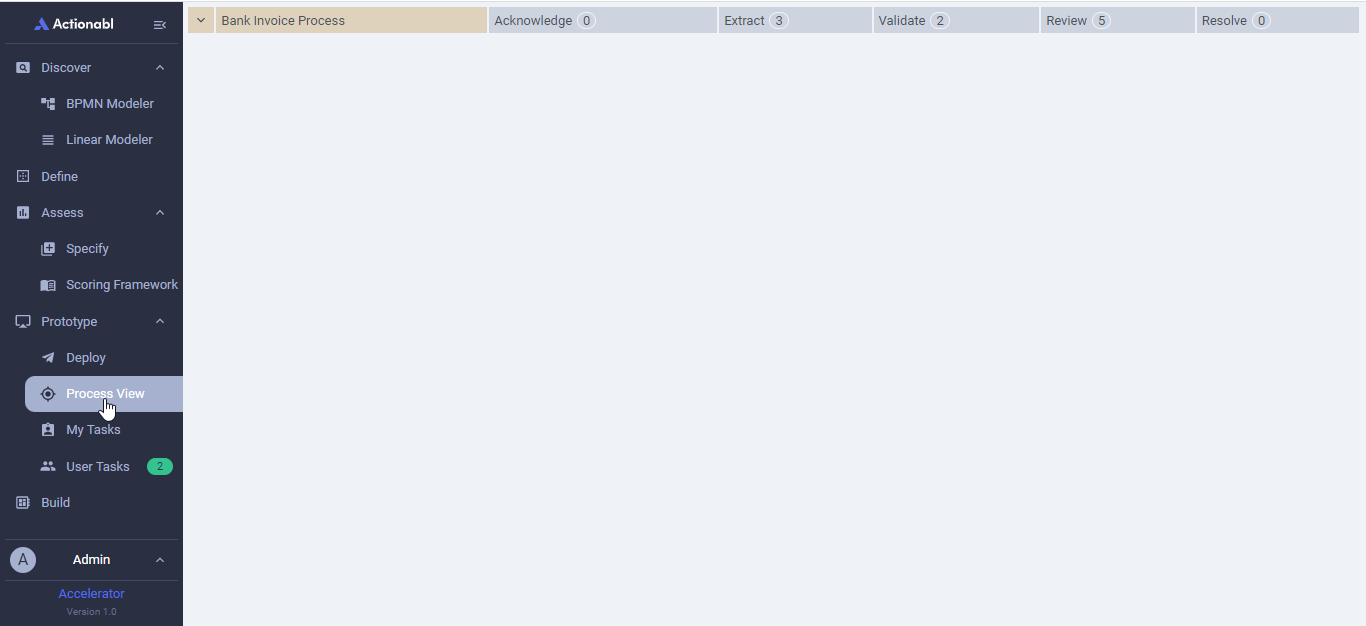 Actionabl
Discover
BPMN Modeler
Linear Modeler
Define
Assess
Specify
Scoring Framework
Prototype
Deploy
Process View
My Tasks
User Tasks 2
Build
A Admin
Accelerator
Version 1.0
Bank Invoice Process Acknowledge 0 Extract 3 Validate 2 Review 5 Resolve 0